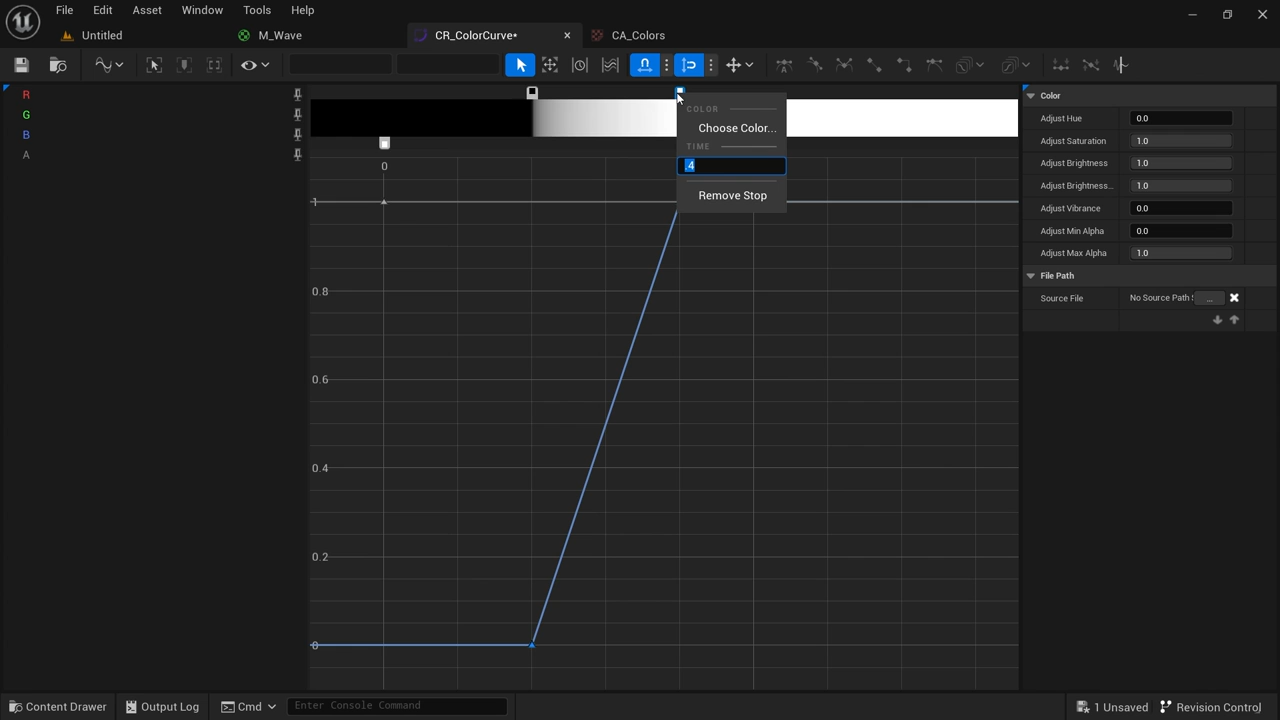 File Edit Asset Window Tools Help
Untitled M_Wave CR_ColorCurve* CA_Colors
R
G
B
A
COLOR
Choose Color...
TIME
.4
Remove Stop
0
1
0.8
0.6
0.4
0.2
0
Color
Adjust Hue 0.0
Adjust Saturation 1.0
Adjust Brightness 1.0
Adjust Brightness... 1.0
Adjust Vibrance 0.0
Adjust Min Alpha 0.0
Adjust Max Alpha 1.0
File Path
Source File No Source Path ...
Content Drawer Output Log Cmd Enter Console Command 1 Unsaved Revision Control